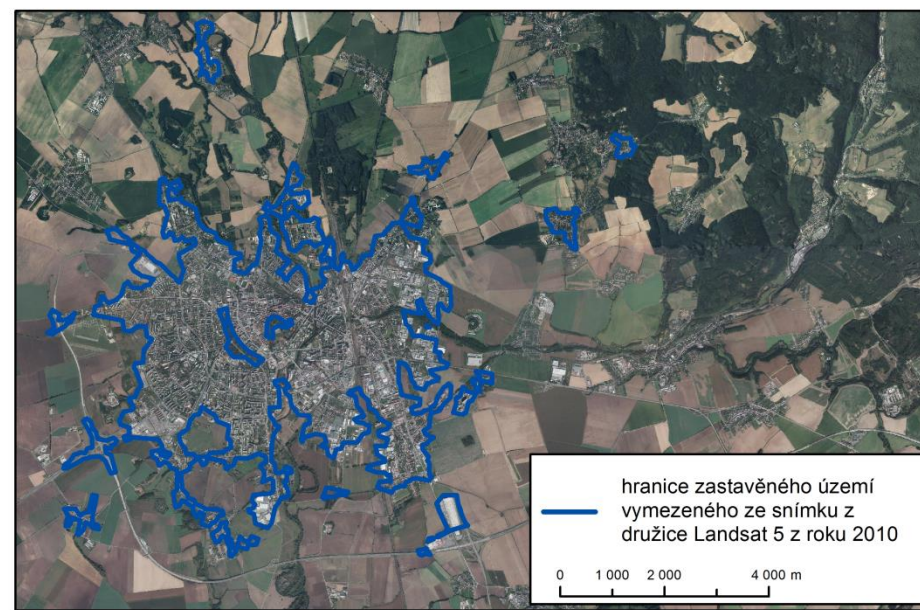 hranice zastavěného území
vymezeného ze snímku z
družice Landsat 5 z roku 2010
0 1 000 2 000 4 000 m